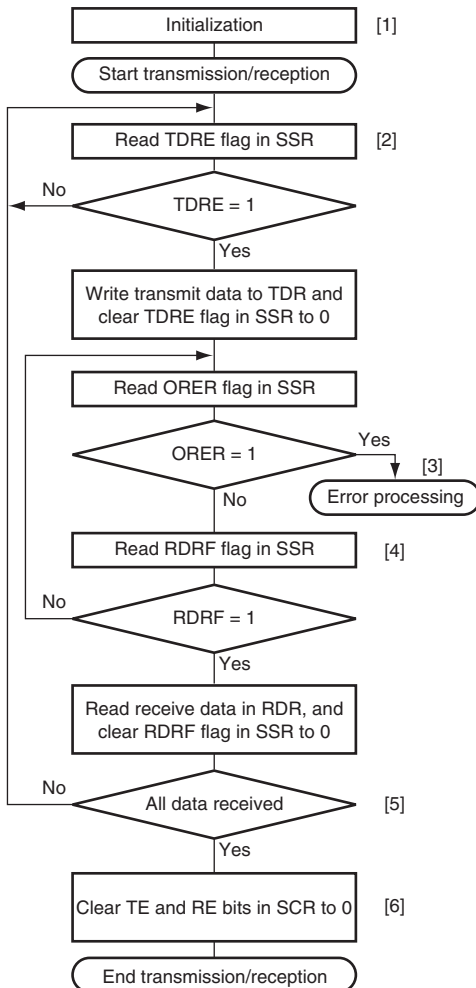 Initialization [1]
Start transmission/reception
Read TDRE flag in SSR [2]
No
TDRE = 1
Yes
Write transmit data to TDR and
clear TDRE flag in SSR to 0
Read ORER flag in SSR
Yes
ORER = 1
[3]
Error processing
No
Read RDRF flag in SSR [4]
No
RDRF = 1
Yes
Read receive data in RDR, and
clear RDRF flag in SSR to 0
No
All data received [5]
Yes
Clear TE and RE bits in SCR to 0 [6]
End transmission/reception